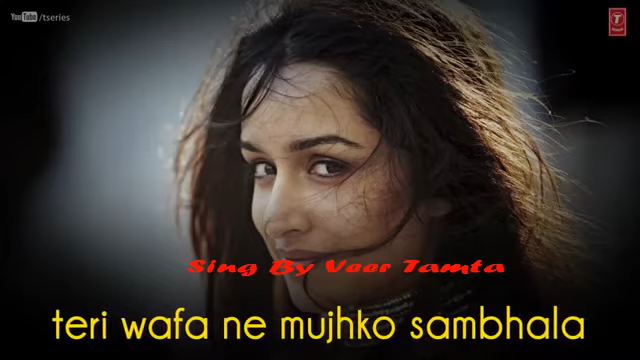 YouTube /tseries
T
Sing By Veer Tamta
teri wafa ne mujhko sambhala